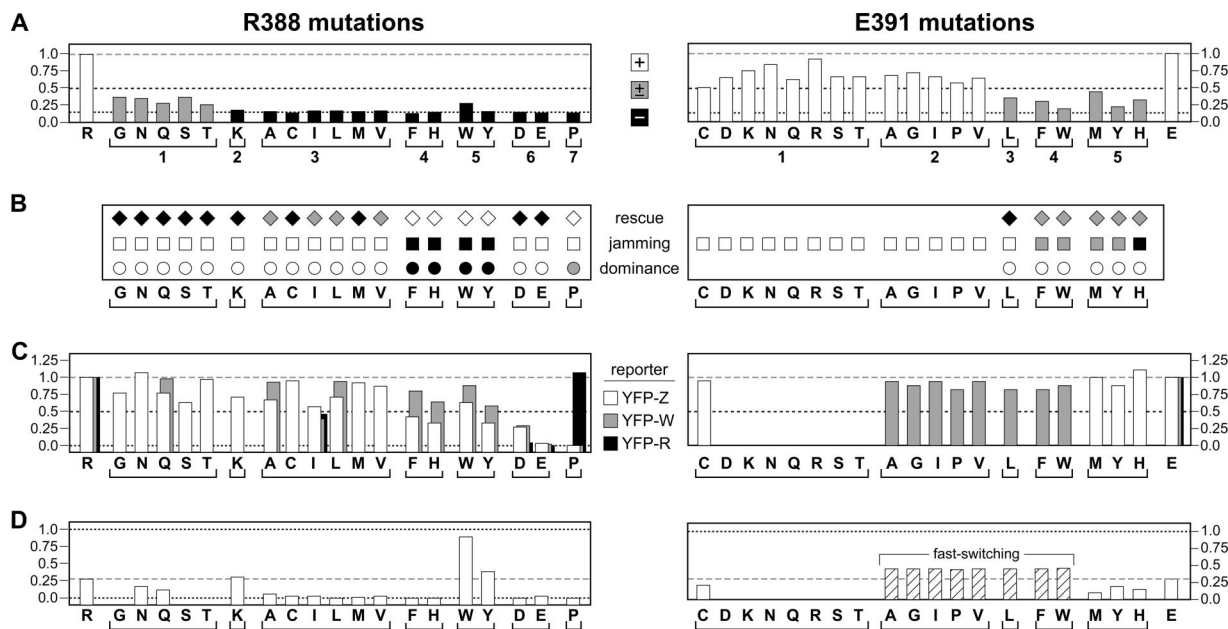 R388 mutations
E391 mutations
A
1.0
0.75
0.5
0.25
0.0
R G N Q S T K A C I L M V F H W Y D E P
1 2 3 4 5 6 7
+
±
−
1.0
0.75
0.5
0.25
0.0
C D K N Q R S T A G I P V L F W M Y H E
1 2 3 4 5
B
rescue
jamming
dominance
G N Q S T K A C I L M V F H W Y D E P
C D K N Q R S T A G I P V L F W M Y H
C
1.25
1.0
0.75
0.5
0.25
0.0
R G N Q S T K A C I L M V F H W Y D E P
reporter
YFP-Z
YFP-W
YFP-R
1.25
1.0
0.75
0.5
0.25
0.0
C D K N Q R S T A G I P V L F W M Y H E
D
1.0
0.75
0.5
0.25
0.0
R G N Q S T K A C I L M V F H W Y D E P
fast-switching
1.0
0.75
0.5
0.25
0.0
C D K N Q R S T A G I P V L F W M Y H E